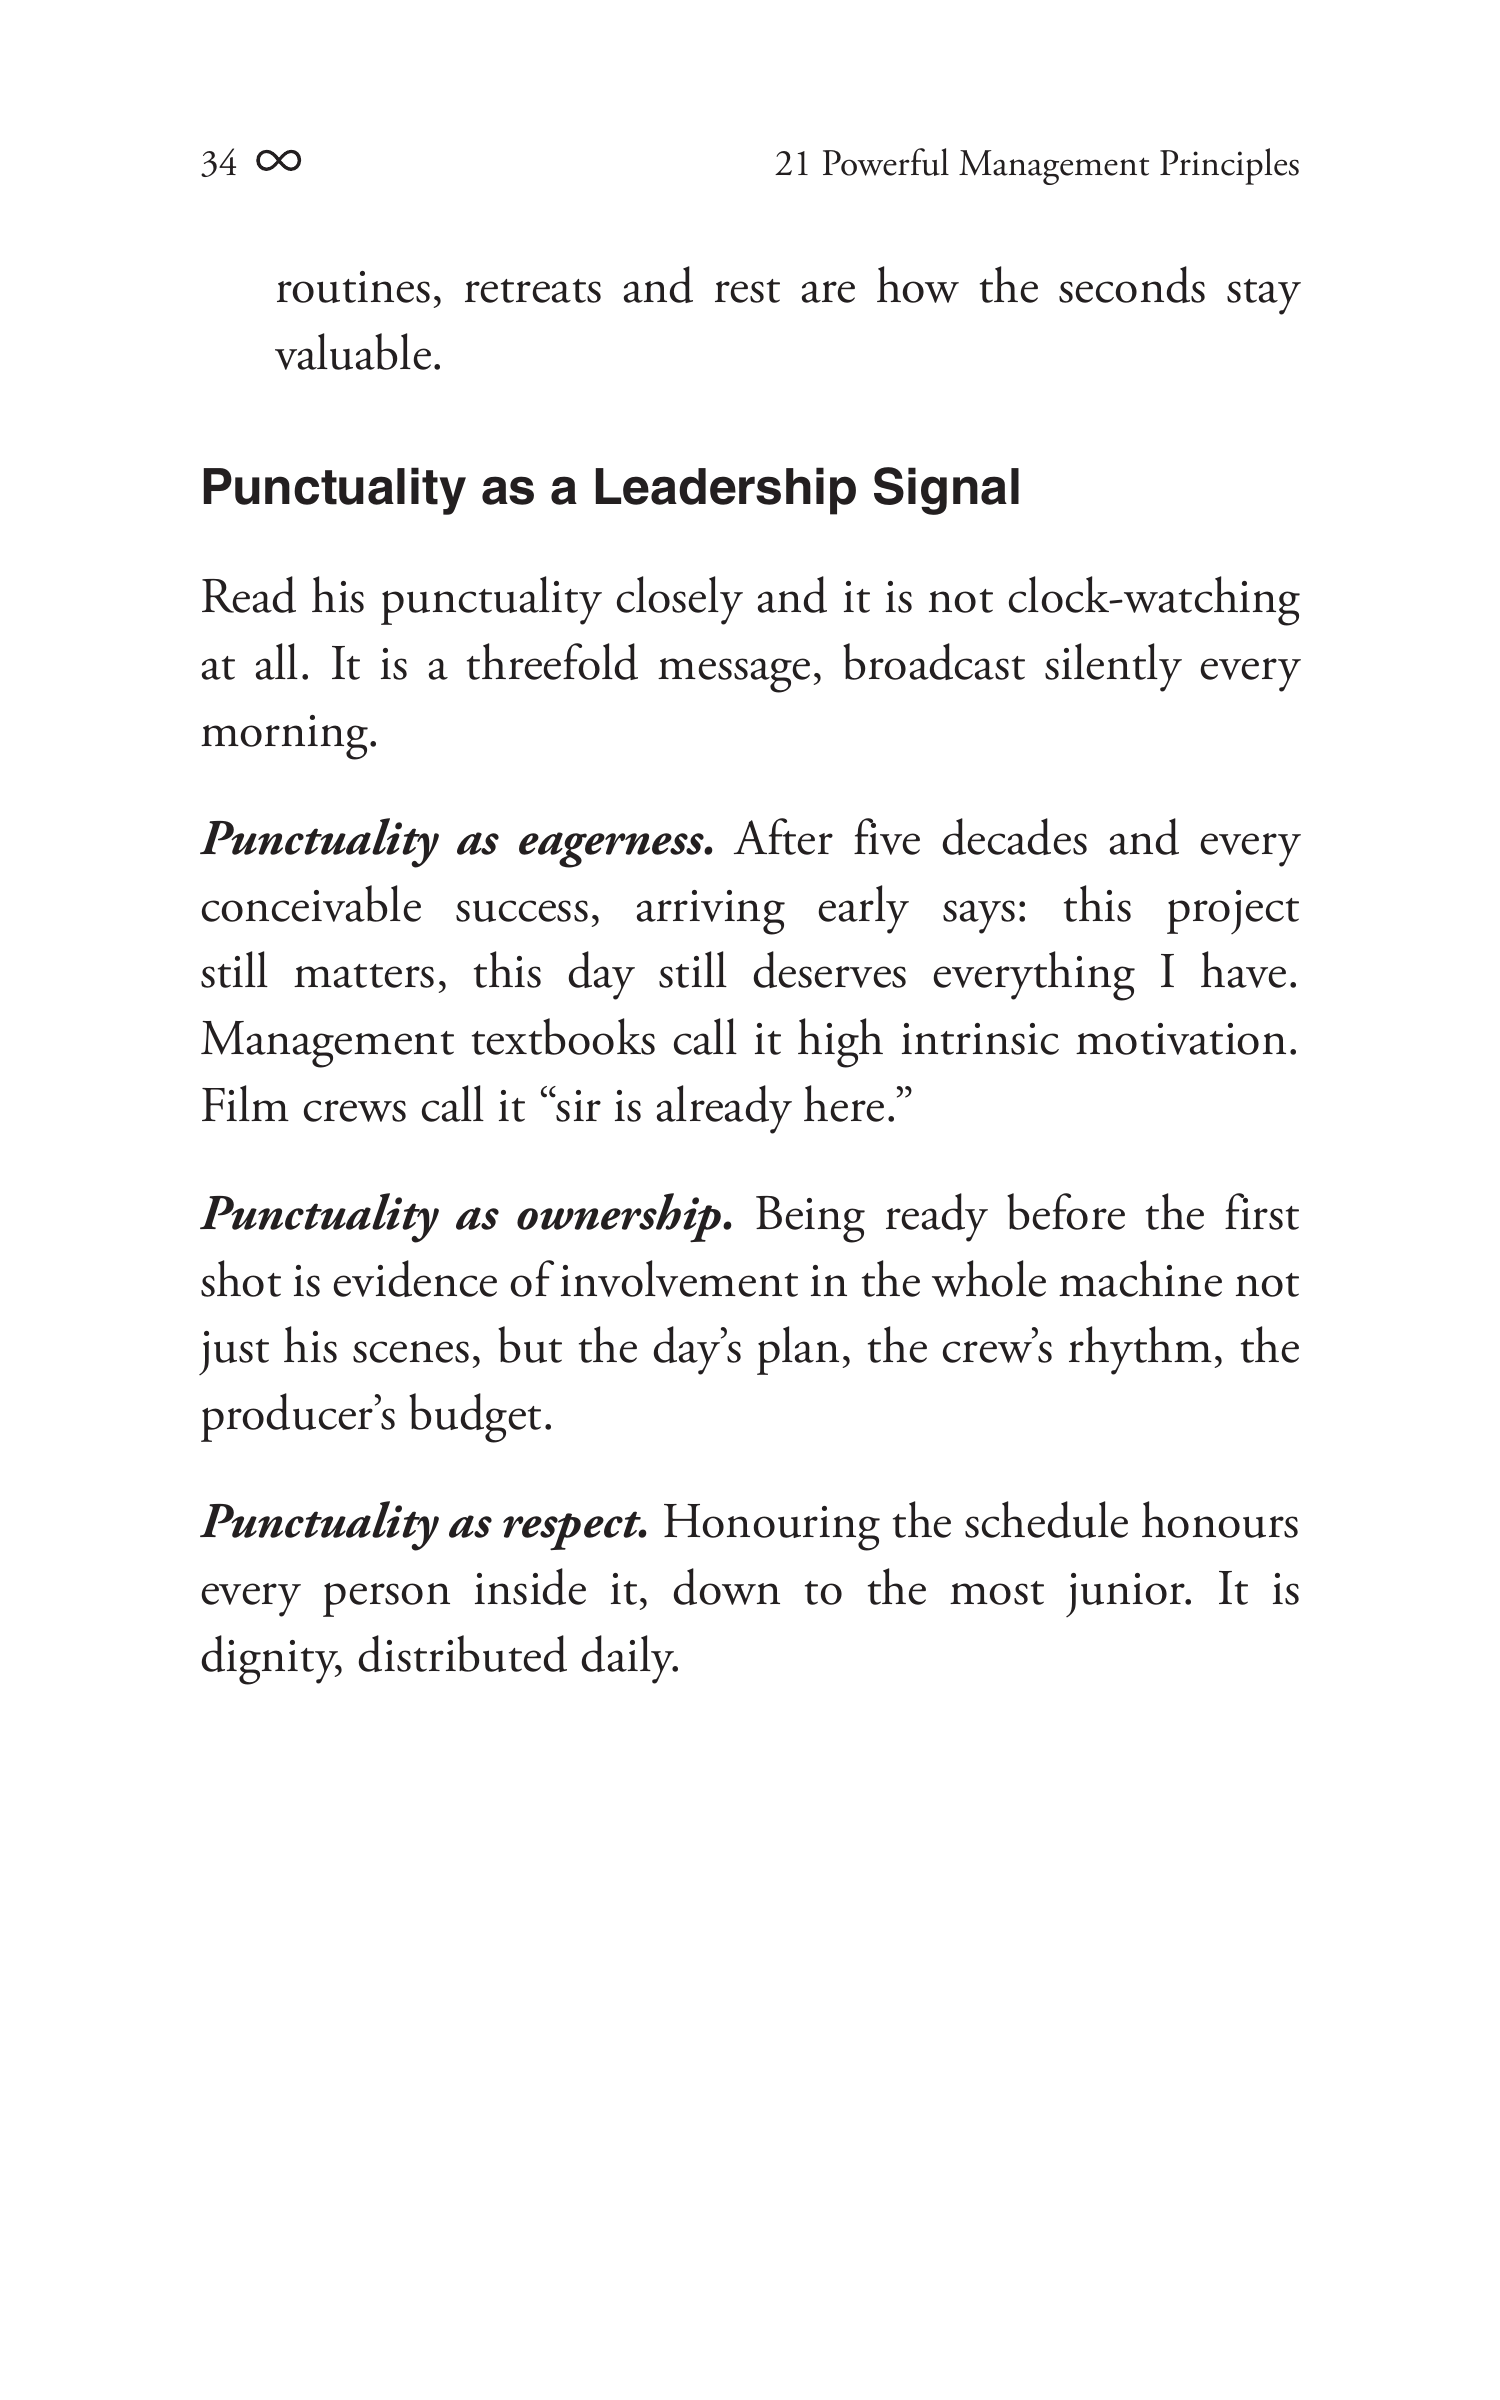 34 ∞ 21 Powerful Management Principles
routines, retreats and rest are how the seconds stay
valuable.
Punctuality as a Leadership Signal
Read his punctuality closely and it is not clock-watching
at all. It is a threefold message, broadcast silently every
morning.
Punctuality as eagerness. After five decades and every
conceivable success, arriving early says: this project
still matters, this day still deserves everything I have.
Management textbooks call it high intrinsic motivation.
Film crews call it “sir is already here.”
Punctuality as ownership. Being ready before the first
shot is evidence of involvement in the whole machine not
just his scenes, but the day’s plan, the crew’s rhythm, the
producer’s budget.
Punctuality as respect. Honouring the schedule honours
every person inside it, down to the most junior. It is
dignity, distributed daily.